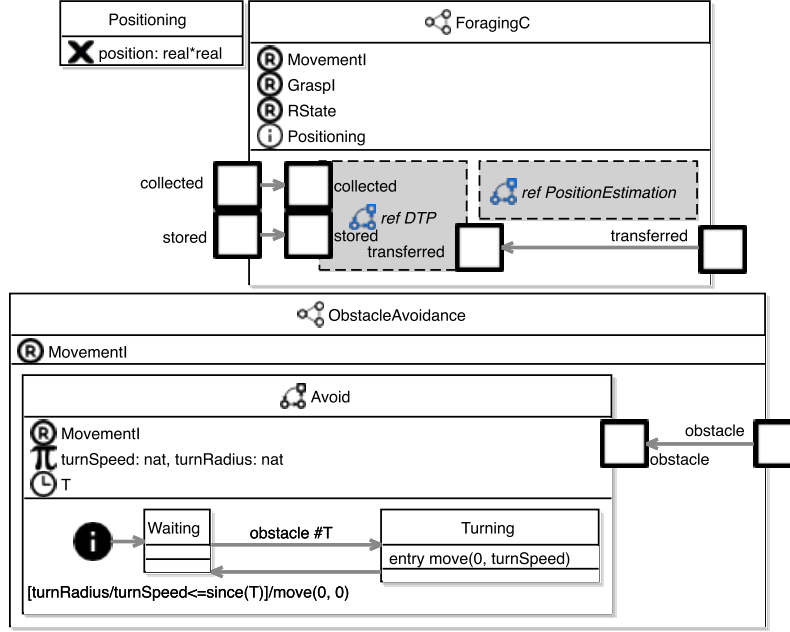 Positioning
position: real*real
ForagingC
R MovementI
R GraspI
R RState
i Positioning
collected
collected
ref DTP
ref PositionEstimation
stored
stored
transferred
transferred
ObstacleAvoidance
R MovementI
Avoid
R MovementI
π turnSpeed: nat, turnRadius: nat
T
obstacle
obstacle
i
Waiting
obstacle #T
Turning
entry move(0, turnSpeed)
[turnRadius/turnSpeed<=since(T)]/move(0, 0)